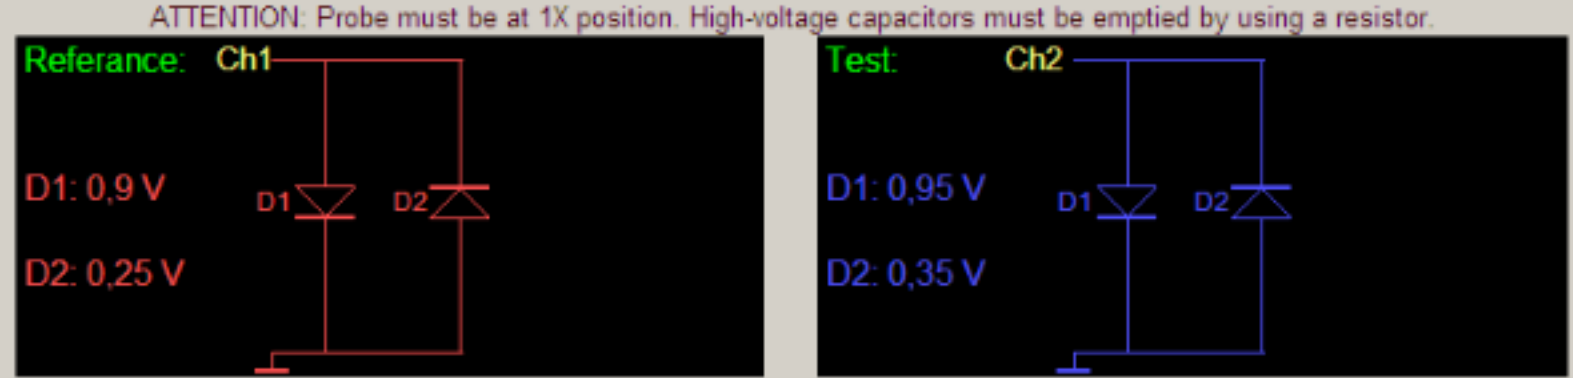 ATTENTION: Probe must be at 1X position. High-voltage capacitors must be emptied by using a resistor.
Referance: Ch1
D1: 0,9 V
D1 D2
D2: 0,25 V
Test: Ch2
D1: 0,95 V
D1 D2
D2: 0,35 V